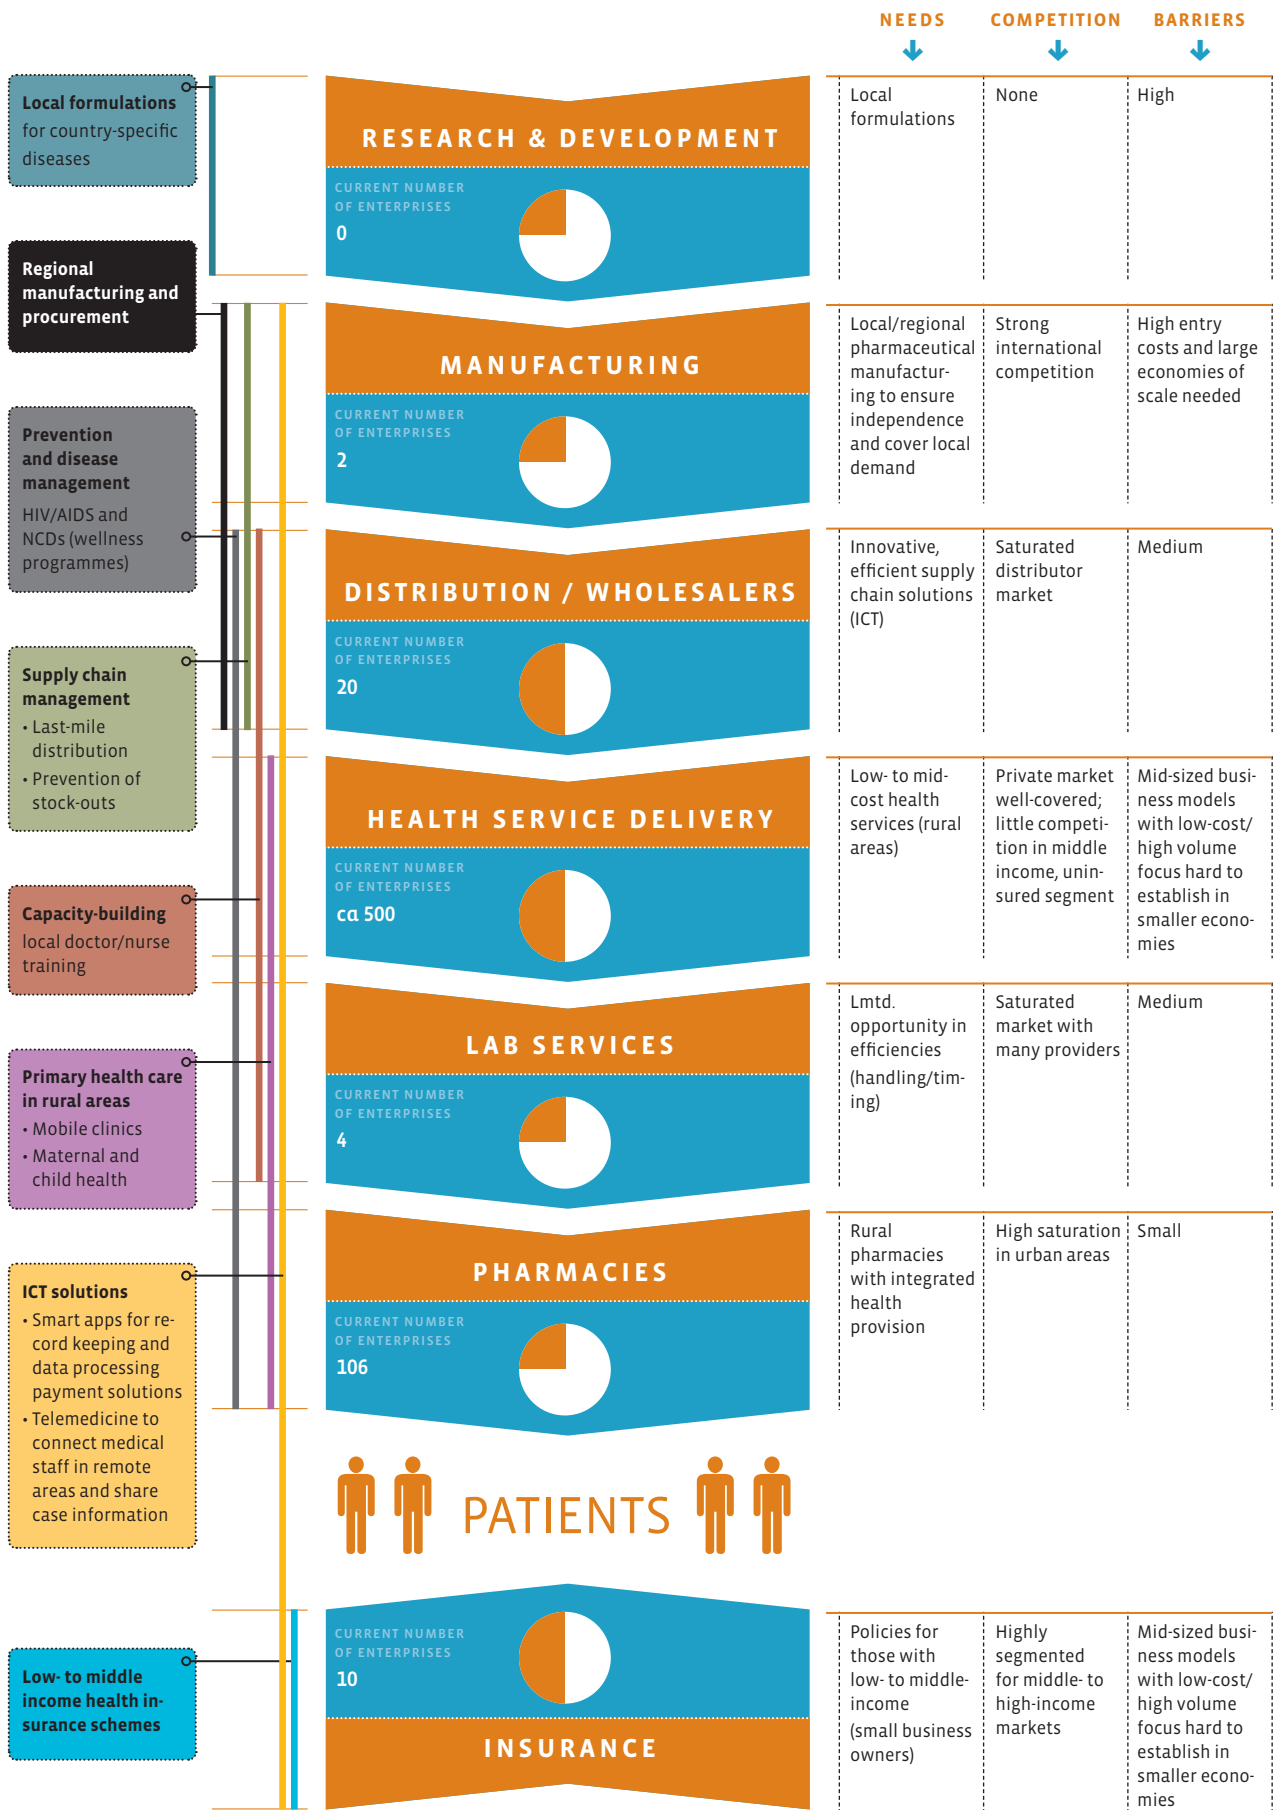 NEEDS
COMPETITION
BARRIERS
Local formulations
for country-specific
diseases
RESEARCH & DEVELOPMENT
CURRENT NUMBER
OF ENTERPRISES
0
Local
formulations
None
High
Regional
manufacturing and
procurement
MANUFACTURING
CURRENT NUMBER
OF ENTERPRISES
2
Local/regional
pharmaceutical
manufactur-
ing to ensure
independence
and cover local
demand
Strong
international
competition
High entry
costs and large
economies of
scale needed
Prevention
and disease
management
HIV/AIDS and
NCDs (wellness
programmes)
DISTRIBUTION / WHOLESALERS
CURRENT NUMBER
OF ENTERPRISES
20
Innovative,
efficient supply
chain solutions
(ICT)
Saturated
distributor
market
Medium
Supply chain
management
• Last-mile
distribution
• Prevention of
stock-outs
HEALTH SERVICE DELIVERY
CURRENT NUMBER
OF ENTERPRISES
ca 500
Low- to mid-
cost health
services (rural
areas)
Private market
well-covered;
little competi-
tion in middle
income, unin-
sured segment
Mid-sized busi-
ness models
with low-cost/
high volume
focus hard to
establish in
smaller econo-
mies
Capacity-building
local doctor/nurse
training
LAB SERVICES
CURRENT NUMBER
OF ENTERPRISES
4
Lmtd.
opportunity in
efficiencies
(handling/tim-
ing)
Saturated
market with
many providers
Medium
Primary health care
in rural areas
• Mobile clinics
• Maternal and
child health
PHARMACIES
CURRENT NUMBER
OF ENTERPRISES
106
Rural
pharmacies
with integrated
health
provision
High saturation
in urban areas
Small
ICT solutions
• Smart apps for re-
cord keeping and
data processing
payment solutions
• Telemedicine to
connect medical
staff in remote
areas and share
case information
PATIENTS
CURRENT NUMBER
OF ENTERPRISES
10
INSURANCE
Policies for
those with
low- to middle-
income
(small business
owners)
Highly
segmented
for middle- to
high-income
markets
Mid-sized busi-
ness models
with low-cost/
high volume
focus hard to
establish in
smaller econo-
mies
Low- to middle
income health in-
surance schemes